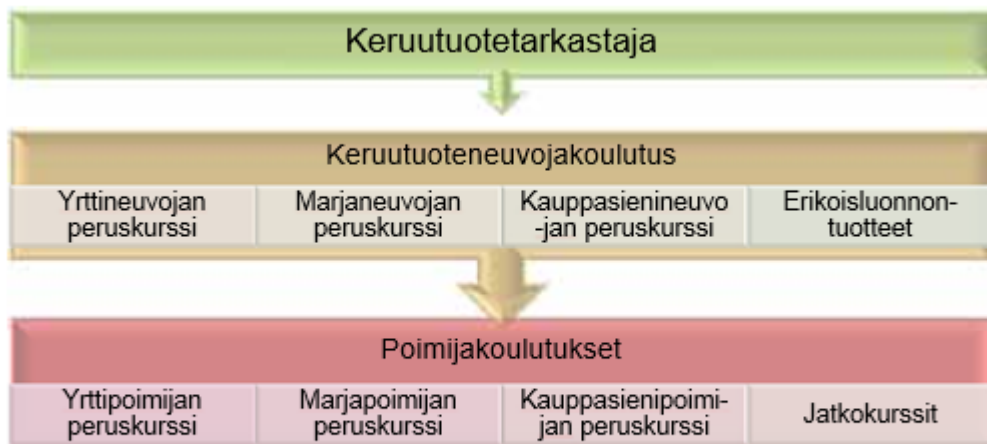 Keruutuotetarkastaja
Keruutuoteneuvojakoulutus
Yrttineuvojan
peruskurssi
Marjaneuvojan
peruskurssi
Kauppasienineuvo
-jan peruskurssi
Erikoisluonnon-
tuotteet
Poimijakoulutukset
Yrttipoimijan
peruskurssi
Marjapoimijan
peruskurssi
Kauppasienipoimi-
jan peruskurssi
Jatkokurssit